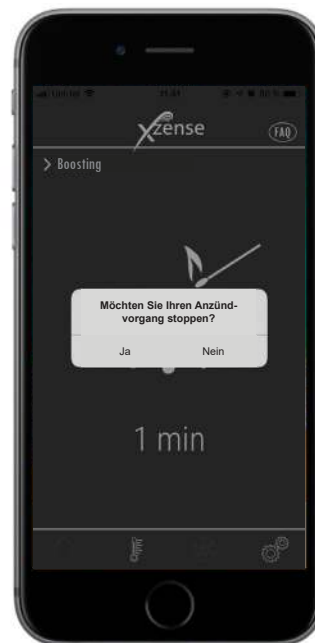 xzense
FAQ
> Boosting
Möchten Sie Ihren Anzünd-
vorgang stoppen?
Ja Nein
1 min